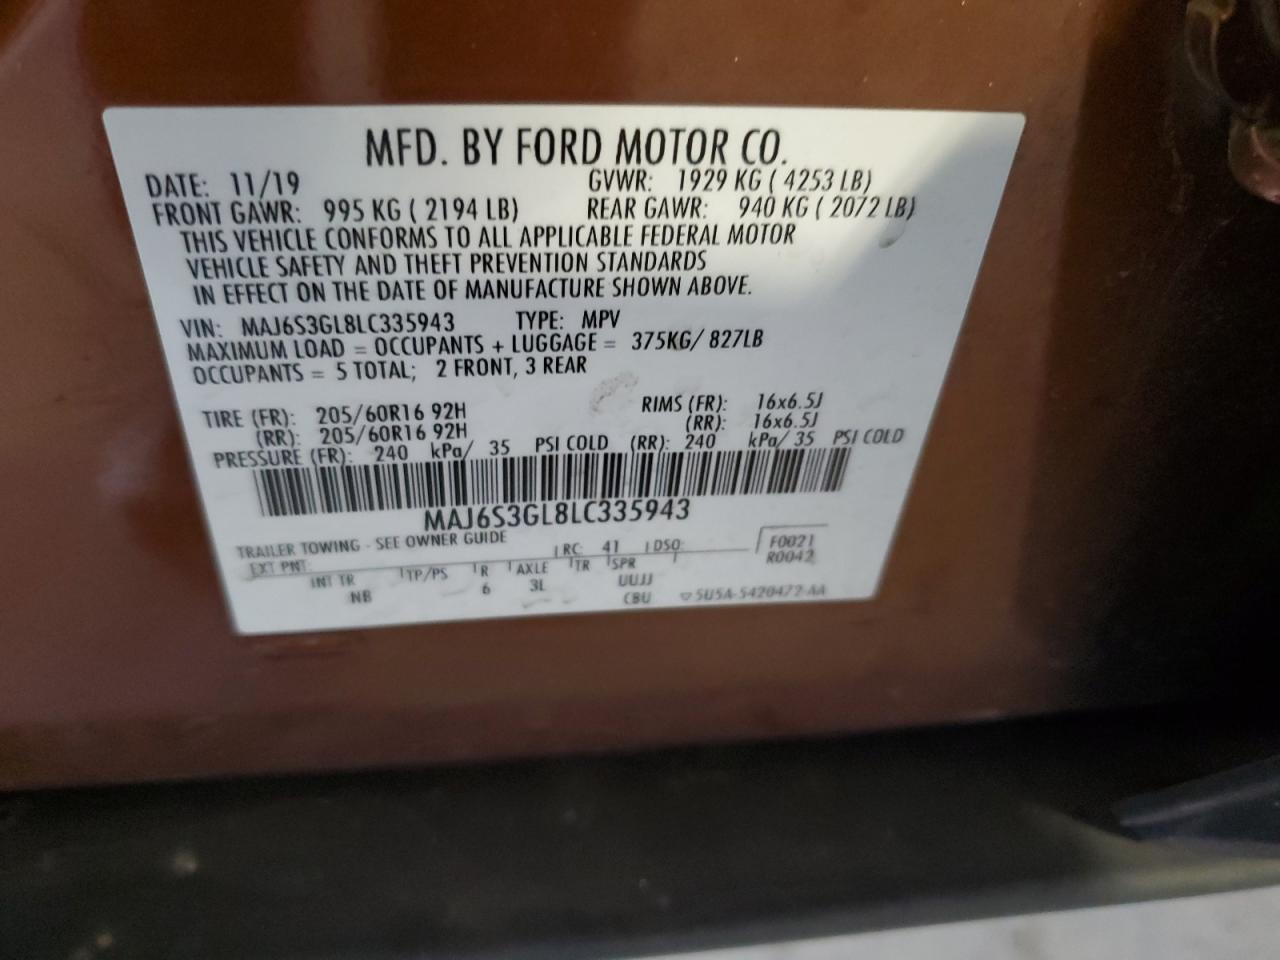 MFD. BY FORD MOTOR CO.
DATE: 11/19 GVWR: 1929 KG ( 4253 LB)
FRONT GAWR: 995 KG ( 2194 LB) REAR GAWR: 940 KG ( 2072 LB)
THIS VEHICLE CONFORMS TO ALL APPLICABLE FEDERAL MOTOR
VEHICLE SAFETY AND THEFT PREVENTION STANDARDS
IN EFFECT ON THE DATE OF MANUFACTURE SHOWN ABOVE.
VIN: MAJ6S3GL8LC335943 TYPE: MPV
MAXIMUM LOAD = OCCUPANTS + LUGGAGE = 375KG/ 827LB
OCCUPANTS = 5 TOTAL; 2 FRONT, 3 REAR
TIRE (FR): 205/60R16 92H RIMS (FR): 16x6.5J
(RR): 205/60R16 92H (RR): 16x6.5J
PRESSURE (FR): 240 kPa/ 35 PSI COLD (RR): 240 kPa/ 35 PSI COLD
MAJ6S3GL8LC335943
TRAILER TOWING - SEE OWNER GUIDE
EXT PNT: RC: 41 DSO: F0021
R0042
INT TR TP/PS R AXLE TR SPR
NB 6 3L UUJJ
CBU 5U5A-5420472-AA